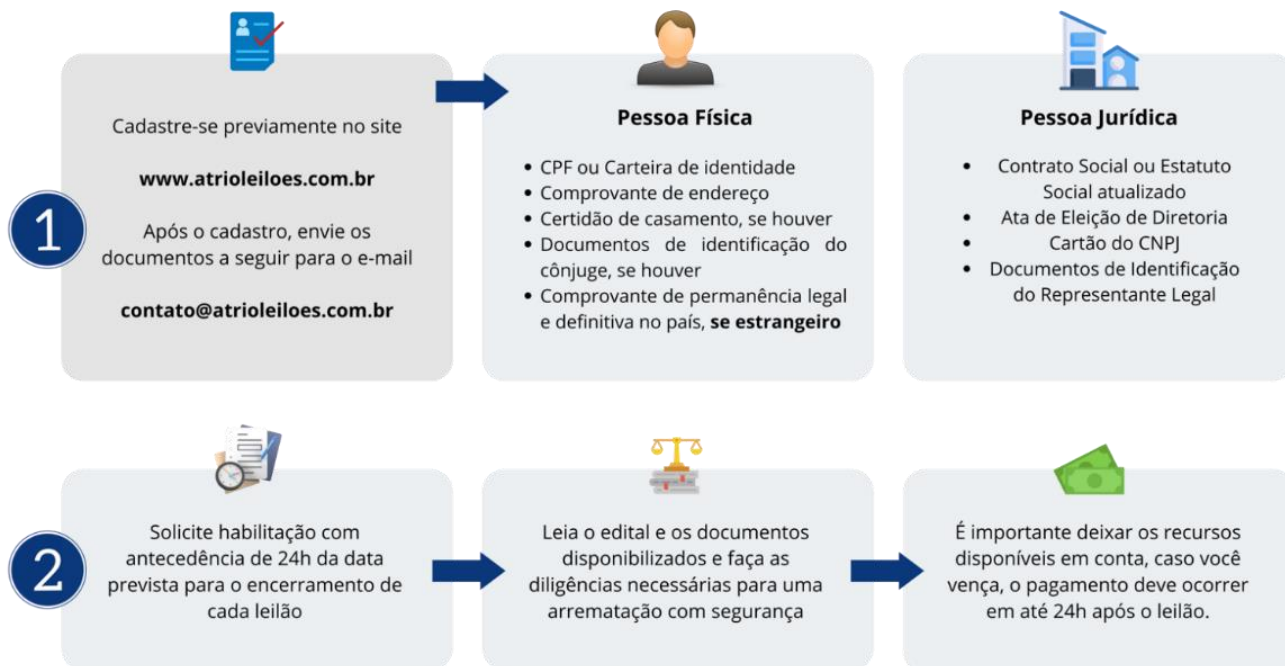 1
Cadastre-se previamente no site
www.atrioleiloes.com.br
Após o cadastro, envie os
documentos a seguir para o e-mail
contato@atrioleiloes.com.br
Pessoa Física
• CPF ou Carteira de identidade
• Comprovante de endereço
• Certidão de casamento, se houver
• Documentos de identificação do
cônjuge, se houver
• Comprovante de permanência legal
e definitiva no país, se estrangeiro
Pessoa Jurídica
• Contrato Social ou Estatuto
Social atualizado
• Ata de Eleição de Diretoria
• Cartão do CNPJ
• Documentos de Identificação
do Representante Legal
2
Solicite habilitação com
antecedência de 24h da data
prevista para o encerramento de
cada leilão
Leia o edital e os documentos
disponibilizados e faça as
diligências necessárias para uma
arrematação com segurança
É importante deixar os recursos
disponíveis em conta, caso você
vença, o pagamento deve ocorrer
em até 24h após o leilão.